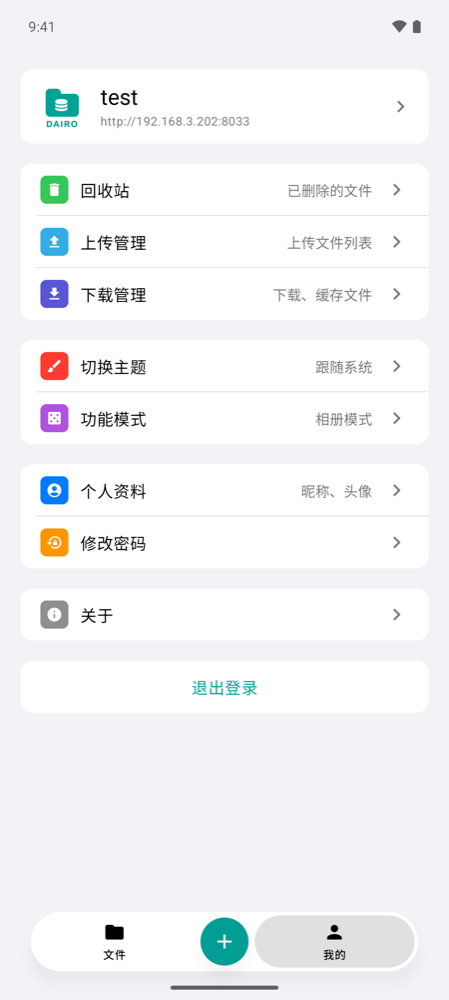 9:41
test
DAIRO
http://192.168.3.202:8033
回收站
已删除的文件
上传管理
上传文件列表
下载管理
下载、缓存文件
切换主题
跟随系统
功能模式
相册模式
个人资料
昵称、头像
修改密码
关于
退出登录
文件
我的